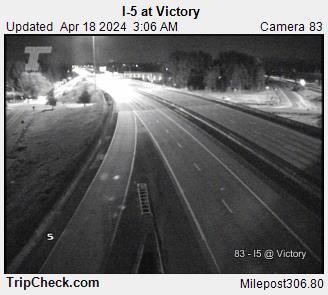 I-5 at Victory
Updated Apr 18 2024 3:06 AM Camera 83
T
S
83 - I5 @ Victory
TripCheck.com Milepost306.80